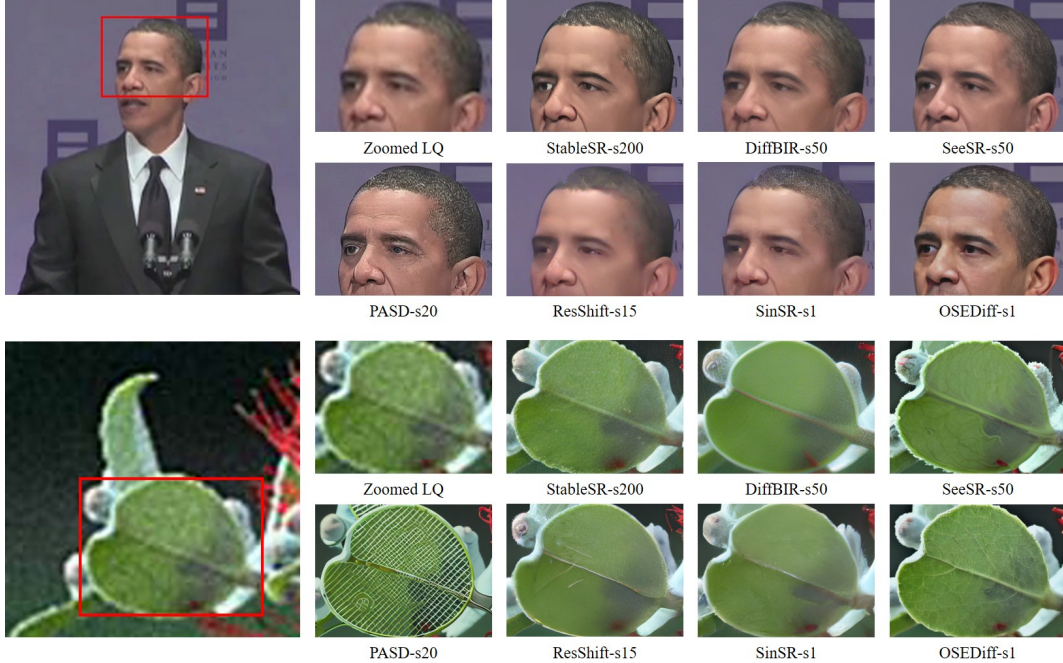 Zoomed LQ
StableSR-s200
DiffBIR-s50
SeeSR-s50
PASD-s20
ResShift-s15
SinSR-s1
OSEDiff-s1
Zoomed LQ
StableSR-s200
DiffBIR-s50
SeeSR-s50
PASD-s20
ResShift-s15
SinSR-s1
OSEDiff-s1